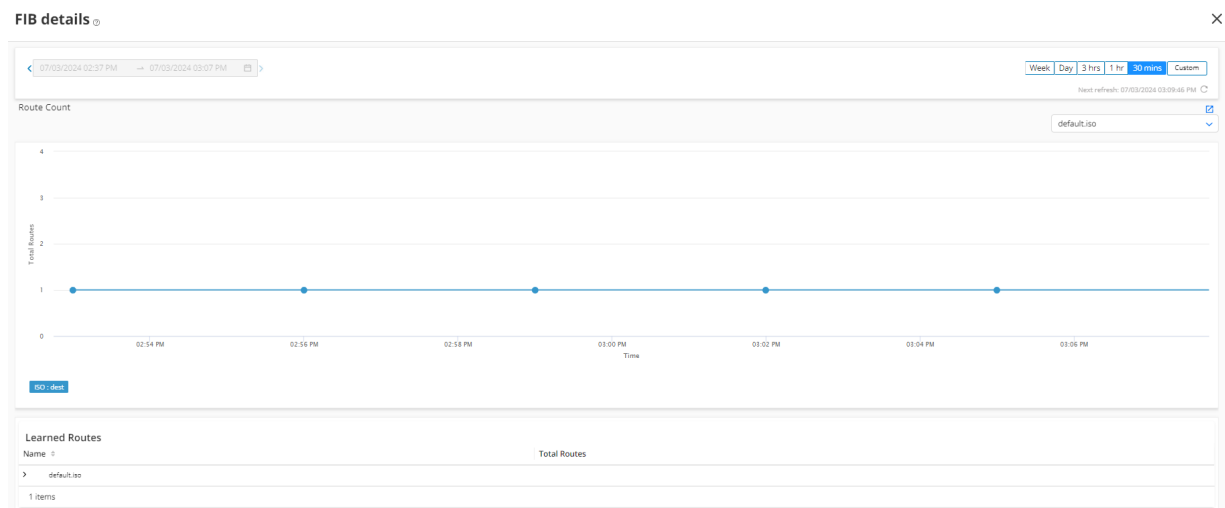 FIB details ?
07/03/2024 02:37 PM → 07/03/2024 03:07 PM
Week Day 3 hrs 1 hr 30 mins Custom
Next refresh: 07/03/2024 03:09:46 PM
Route Count
default.iso
4
3
2
1
0
Total Routes
02:54 PM 02:56 PM 02:58 PM 03:00 PM 03:02 PM 03:04 PM 03:06 PM
Time
ISO : dest
Learned Routes
Name Total Routes
default.iso
1 items